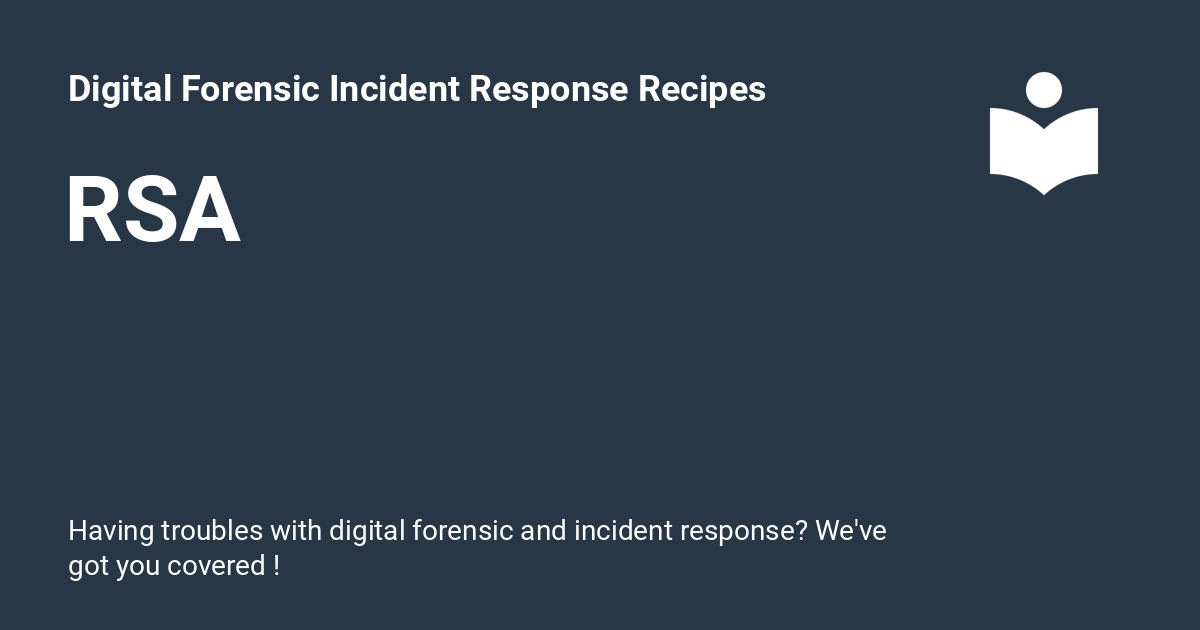 Digital Forensic Incident Response Recipes
RSA
Having troubles with digital forensic and incident response? We've
got you covered !